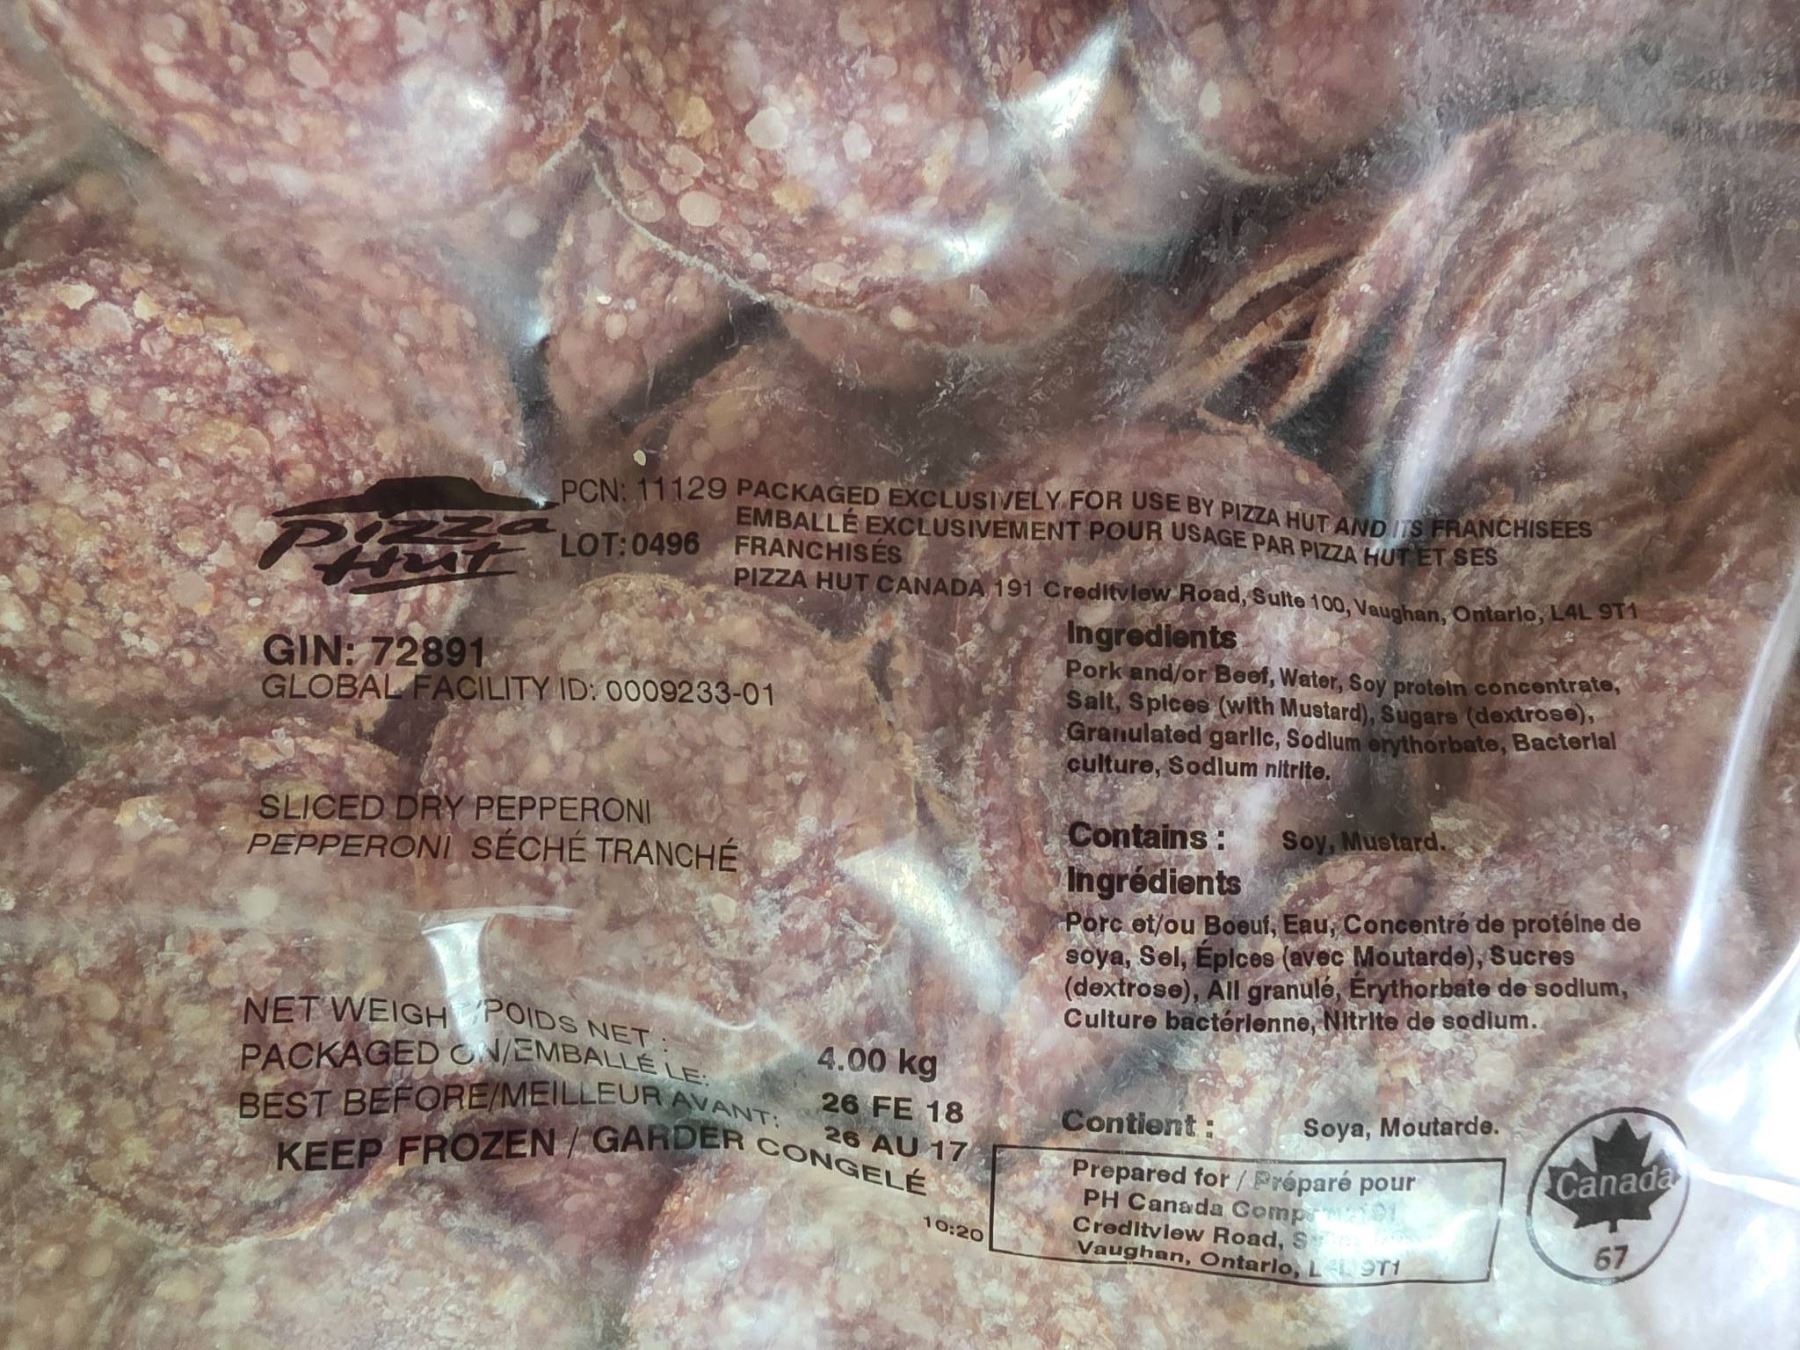 Pizza Hut
PCN: 11129
LOT: 0496
PACKAGED EXCLUSIVELY FOR USE BY PIZZA HUT AND ITS FRANCHISEES
EMBALLÉ EXCLUSIVEMENT POUR USAGE PAR PIZZA HUT ET SES
FRANCHISÉS
PIZZA HUT CANADA 191 Creditview Road, Suite 100, Vaughan, Ontario, L4L 9T1
GIN: 72891
GLOBAL FACILITY ID: 0009233-01
SLICED DRY PEPPERONI
PEPPERONI SÉCHÉ TRANCHÉ
Ingredients
Pork and/or Beef, Water, Soy protein concentrate,
Salt, Spices (with Mustard), Sugars (dextrose),
Granulated garlic, Sodium erythorbate, Bacterial
culture, Sodium nitrite.
Contains : Soy, Mustard.
Ingrédients
Porc et/ou Boeuf, Eau, Concentré de protéine de
soya, Sel, Épices (avec Moutarde), Sucres
(dextrose), Ail granulé, Érythorbate de sodium,
Culture bactérienne, Nitrite de sodium.
Contient : Soya, Moutarde.
NET WEIGHT/POIDS NET : 4.00 kg
PACKAGED ON/EMBALLÉ LE: 26 FE 18
BEST BEFORE/MEILLEUR AVANT: 26 AU 17
KEEP FROZEN / GARDER CONGELÉ
10:20
Prepared for / Préparé pour
PH Canada
Creditview Road,
Vaughan, Ontario, L4L 9T1
Canada
67